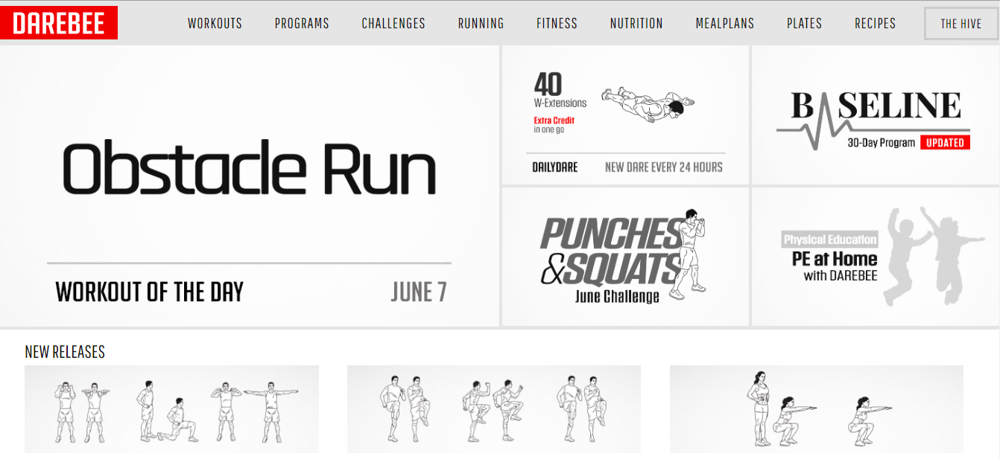 DAREBEE
WORKOUTS PROGRAMS CHALLENGES RUNNING FITNESS NUTRITION MEALPLANS PLATES RECIPES THE HIVE
Obstacle Run
WORKOUT OF THE DAY JUNE 7
40
W-Extensions
Extra Credit
in one go
DAILYDARE NEW DARE EVERY 24 HOURS
BASELINE
30-Day Program UPDATED
PUNCHES
&SQUATS
June Challenge
Physical Education
PE at Home
with DAREBEE
NEW RELEASES